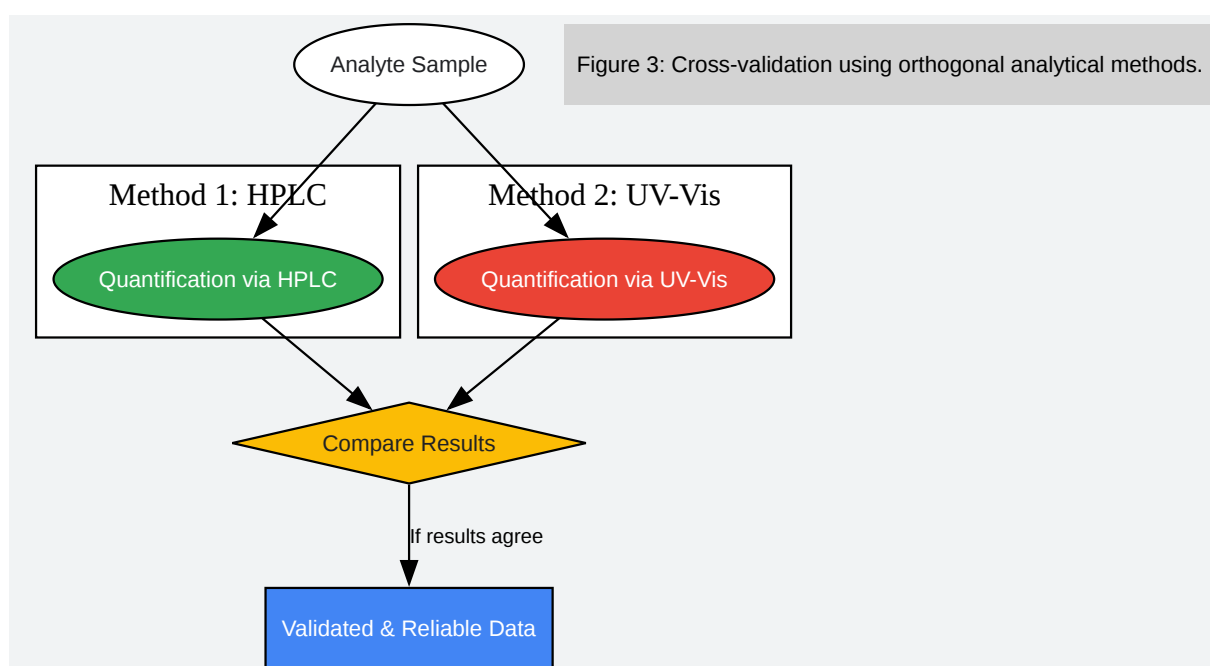 Analyte Sample
Figure 3: Cross-validation using orthogonal analytical methods.
Method 1: HPLC
Method 2: UV-Vis
Quantification via HPLC
Quantification via UV-Vis
Compare Results
If results agree
Validated & Reliable Data